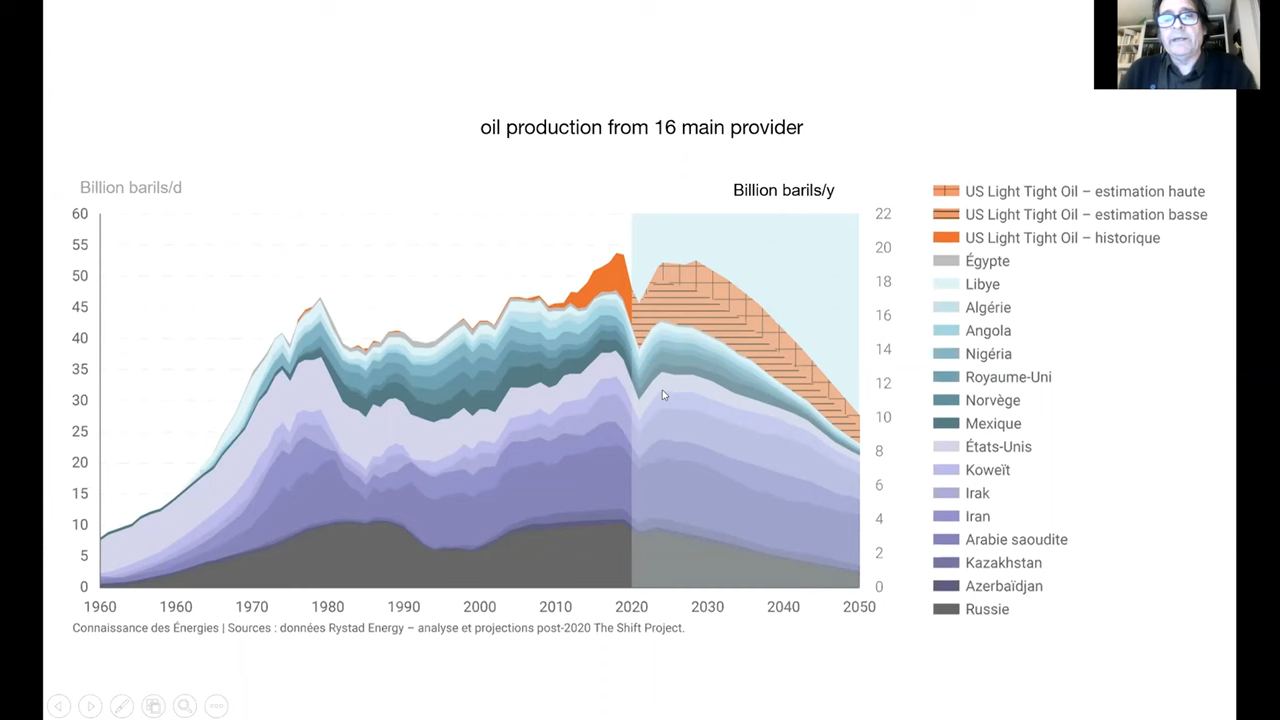 oil production from 16 main provider
Billion barils/d
Billion barils/y
60
55
50
45
40
35
30
25
20
15
10
5
0
22
20
18
16
14
12
10
8
6
4
2
0
1960 1960 1970 1980 1990 2000 2010 2020 2030 2040 2050
US Light Tight Oil – estimation haute
US Light Tight Oil – estimation basse
US Light Tight Oil – historique
Égypte
Libye
Algérie
Angola
Nigéria
Royaume-Uni
Norvège
Mexique
États-Unis
Koweït
Irak
Iran
Arabie saoudite
Kazakhstan
Azerbaïdjan
Russie
Connaissance des Énergies | Sources : données Rystad Energy – analyse et projections post-2020 The Shift Project.